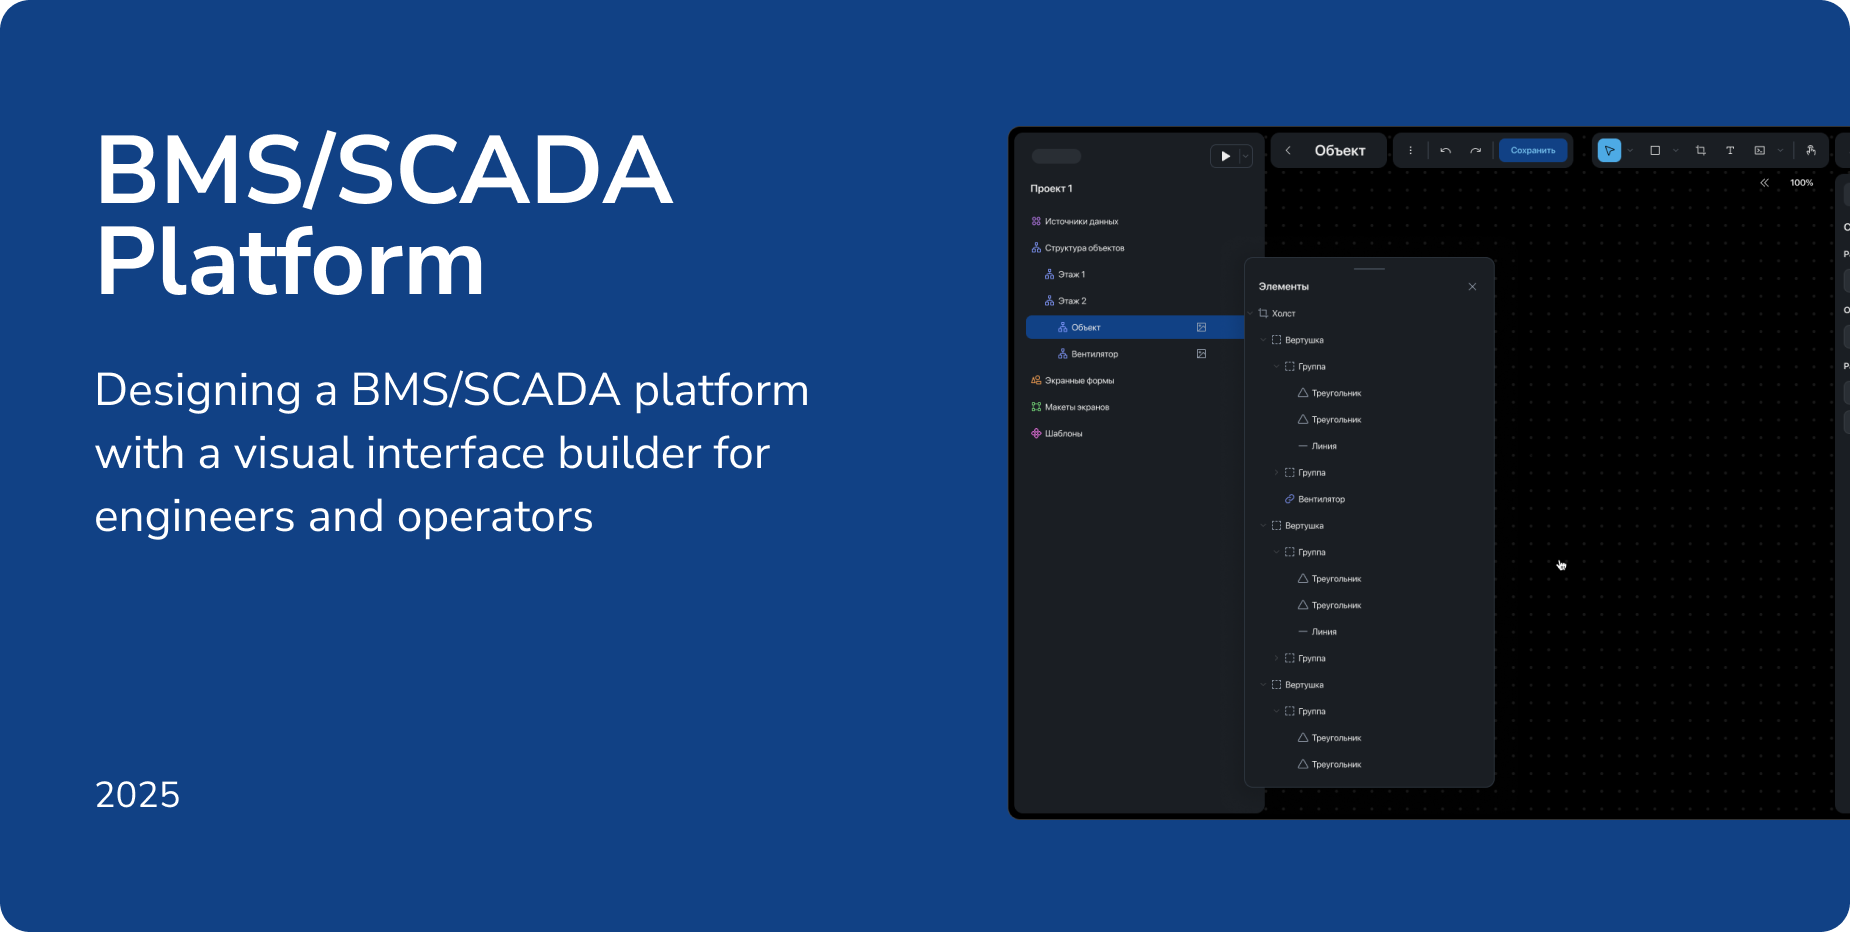 BMS/SCADA
Platform
Designing a BMS/SCADA platform
with a visual interface builder for
engineers and operators
2025
Проект 1
Источники данных
Структура объектов
Этаж 1
Этаж 2
Объект
Вентилятор
Экранные формы
Макеты экранов
Шаблоны
Объект
Сохранить
100%
Элементы
Холст
Вертушка
Группа
Треугольник
Треугольник
Линия
Группа
Вентилятор
Вертушка
Группа
Треугольник
Треугольник
Линия
Группа
Вертушка
Группа
Треугольник
Треугольник